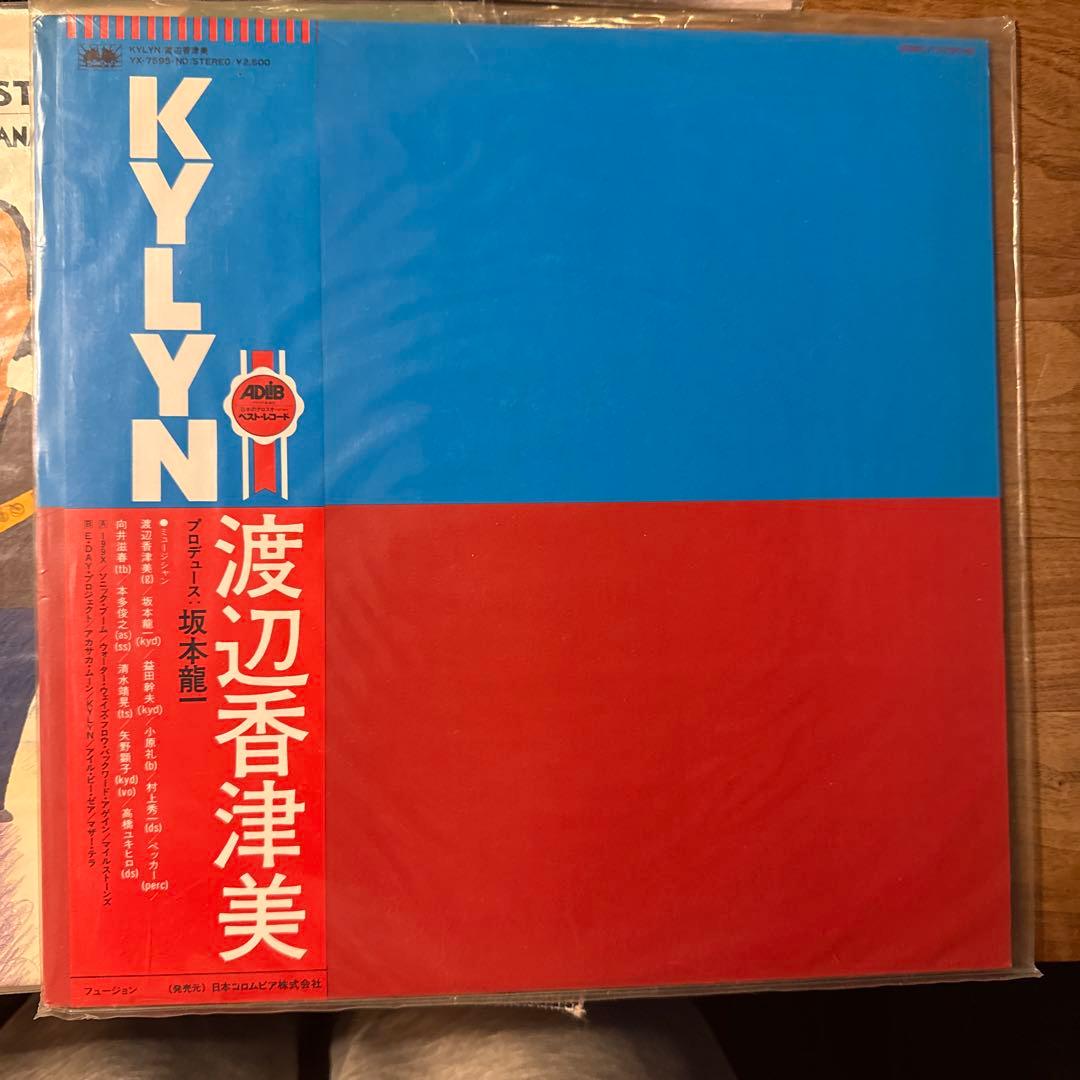 KYLYN/渡辺香津美
YX-7595-ND/STEREO/¥2,500
KYLYN
ADLiB
ベスト・レコード
渡辺香津美
プロデュース:坂本龍一
●ミュージシャン
渡辺香津美(g)/坂本龍一(kyd)/益田幹夫(kyd)/小原礼(b)/村上秀一(ds)/ペッカー(perc)/
向井滋春(tb)/本多俊之(as)(ss)/清水靖晃(ts)/矢野顕子(kyd)(vo)/高橋ユキヒロ(ds)
A 199X/ソニック・ブーム/ウォーター・ウェイズ・フロウ・バックワード・アゲイン/マイルストーンズ
B E-DAY・プロジェクト/アカサカ・ムーン/KYLYN/アイル・ビー・ゼア/マザー・テラ
フュージョン
(発売元)日本コロムビア株式会社
ST
ANA